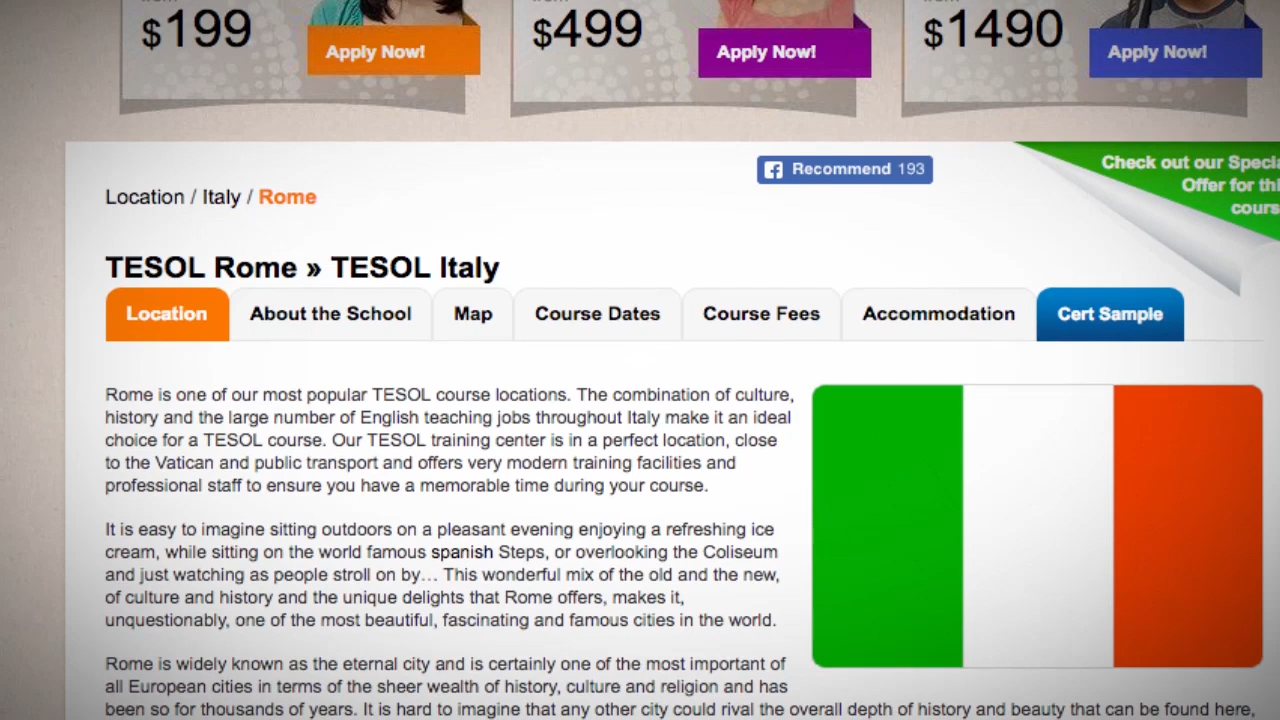 $199
$499
$1490
Apply Now!
Apply Now!
Apply Now!
Recommend 193
Check out our Specia
Offer for thi
cours
Location / Italy / Rome
TESOL Rome » TESOL Italy
Location
About the School
Map
Course Dates
Course Fees
Accommodation
Cert Sample
Rome is one of our most popular TESOL course locations. The combination of culture,
history and the large number of English teaching jobs throughout Italy make it an ideal
choice for a TESOL course. Our TESOL training center is in a perfect location, close
to the Vatican and public transport and offers very modern training facilities and
professional staff to ensure you have a memorable time during your course.
It is easy to imagine sitting outdoors on a pleasant evening enjoying a refreshing ice
cream, while sitting on the world famous spanish Steps, or overlooking the Coliseum
and just watching as people stroll on by… This wonderful mix of the old and the new,
of culture and history and the unique delights that Rome offers, makes it,
unquestionably, one of the most beautiful, fascinating and famous cities in the world.
Rome is widely known as the eternal city and is certainly one of the most important of
all European cities in terms of the sheer wealth of history, culture and religion and has
been so for thousands of years. It is hard to imagine that any other city could rival the overall depth of history and beauty that can be found here,